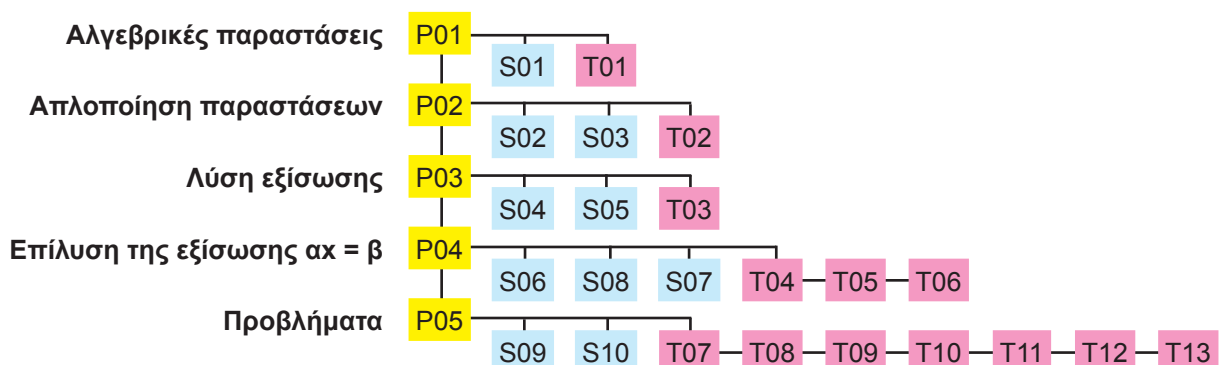 Αλγεβρικές παραστάσεις P01
S01 T01
Απλοποίηση παραστάσεων P02
S02 S03 T02
Λύση εξίσωσης P03
S04 S05 T03
Επίλυση της εξίσωσης αx = β P04
S06 S08 S07 T04 T05 T06
Προβλήματα P05
S09 S10 T07 T08 T09 T10 T11 T12 T13